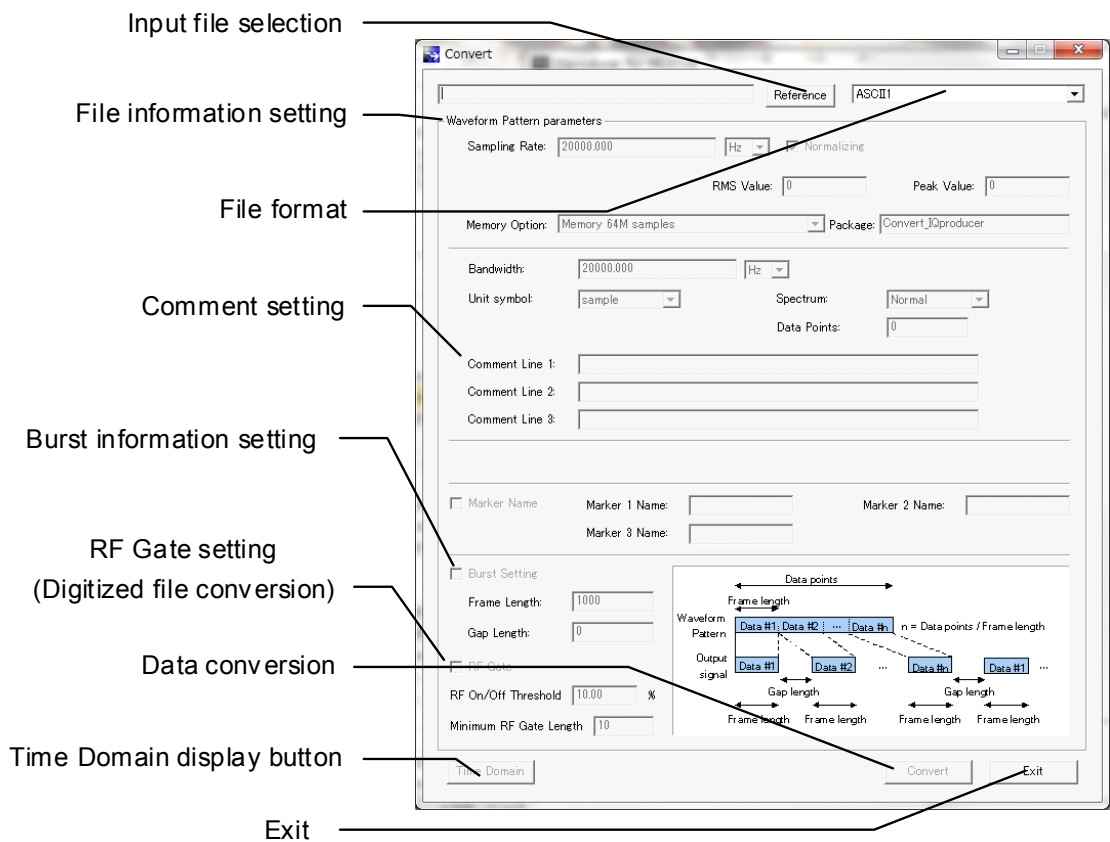 Input file selection
Convert
Reference
ASCII1
File information setting
Waveform Pattern parameters
Sampling Rate: 20000.000 Hz Normalizing
RMS Value: 0 Peak Value: 0
File format
Memory Option: Memory 64M samples Package: Convert_IQproducer
Bandwidth: 20000.000 Hz
Comment setting
Unit symbol: sample Spectrum: Normal
Data Points: 0
Comment Line 1:
Comment Line 2:
Comment Line 3:
Burst information setting
Marker Name Marker 1 Name: Marker 2 Name:
Marker 3 Name:
RF Gate setting
(Digitized file conversion)
Burst Setting
Frame Length: 1000
Gap Length: 0
Data points
Frame length
Waveform
Pattern
Data #1 Data #2 ... Data #n n = Data points / Frame length
Output
signal
Data #1 Data #2 ... Data #n Data #1 ...
Gap length Gap length
Frame length Frame length Frame length Frame length
Data conversion
RF Gate
RF On/Off Threshold 10.00 %
Minimum RF Gate Length 10
Time Domain display button
Time Domain
Convert
Exit
Exit